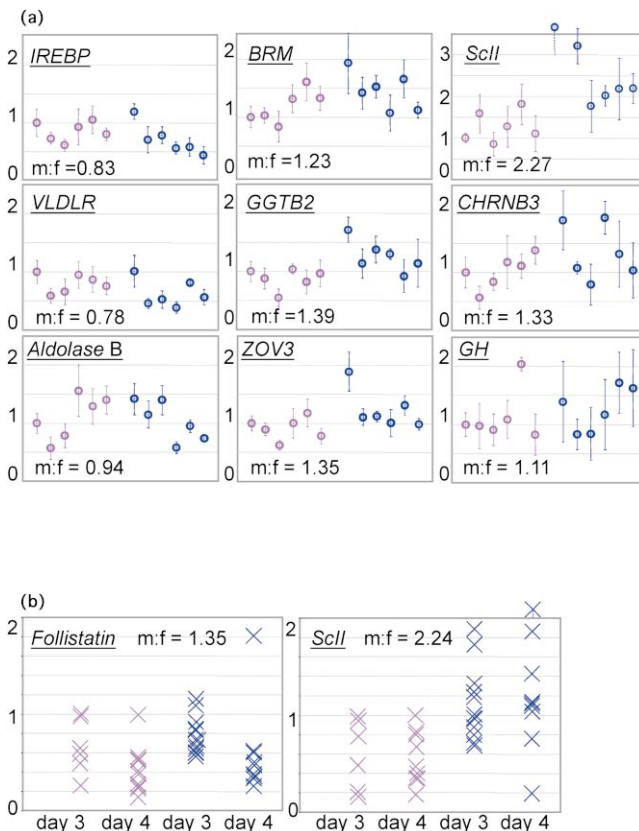 (a)
2
IREBP
1
0
m:f =0.83
2
BRM
1
0
m:f =1.23
ScII
3
2
1
0
m:f = 2.27
2
VLDLR
1
0
m:f = 0.78
2
GGTB2
1
0
m:f =1.39
2
CHRNB3
1
0
m:f = 1.33
2
Aldolase B
1
0
m:f = 0.94
2
ZOV3
1
0
m:f = 1.35
2
GH
1
0
m:f = 1.11
(b)
2
Follistatin m:f = 1.35
1
0
day 3 day 4 day 3 day 4
2
ScII m:f = 2.24
1
0
day 3 day 4 day 3 day 4